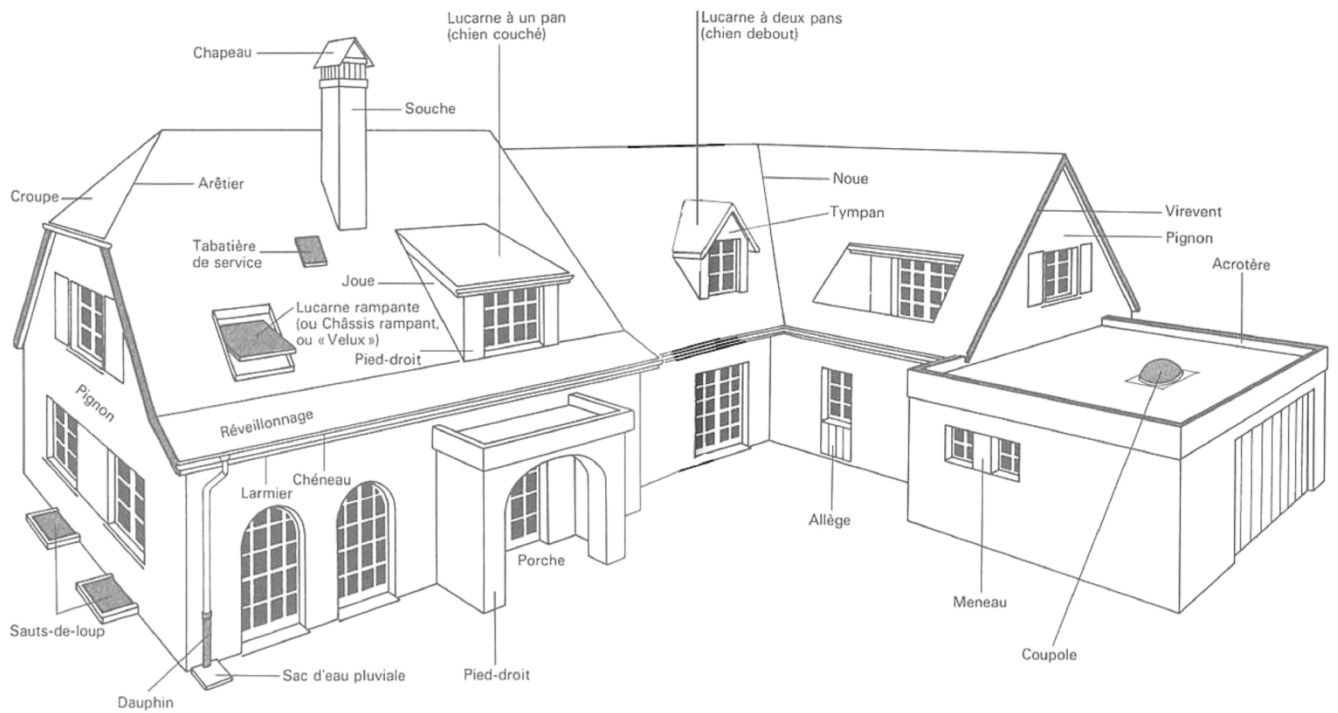 Lucarne à un pan
(chien couché)
Lucarne à deux pans
(chien debout)
Chapeau
Souche
Croupe
Arêtier
Noue
Tympan
Virevent
Pignon
Acrotère
Tabatière
de service
Joue
Lucarne rampante
(ou Châssis rampant,
ou « Velux »)
Pied-droit
Pignon
Réveillonnage
Chéneau
Larmier
Allège
Porche
Meneau
Sauts-de-loup
Coupole
Sac d'eau pluviale
Pied-droit
Dauphin